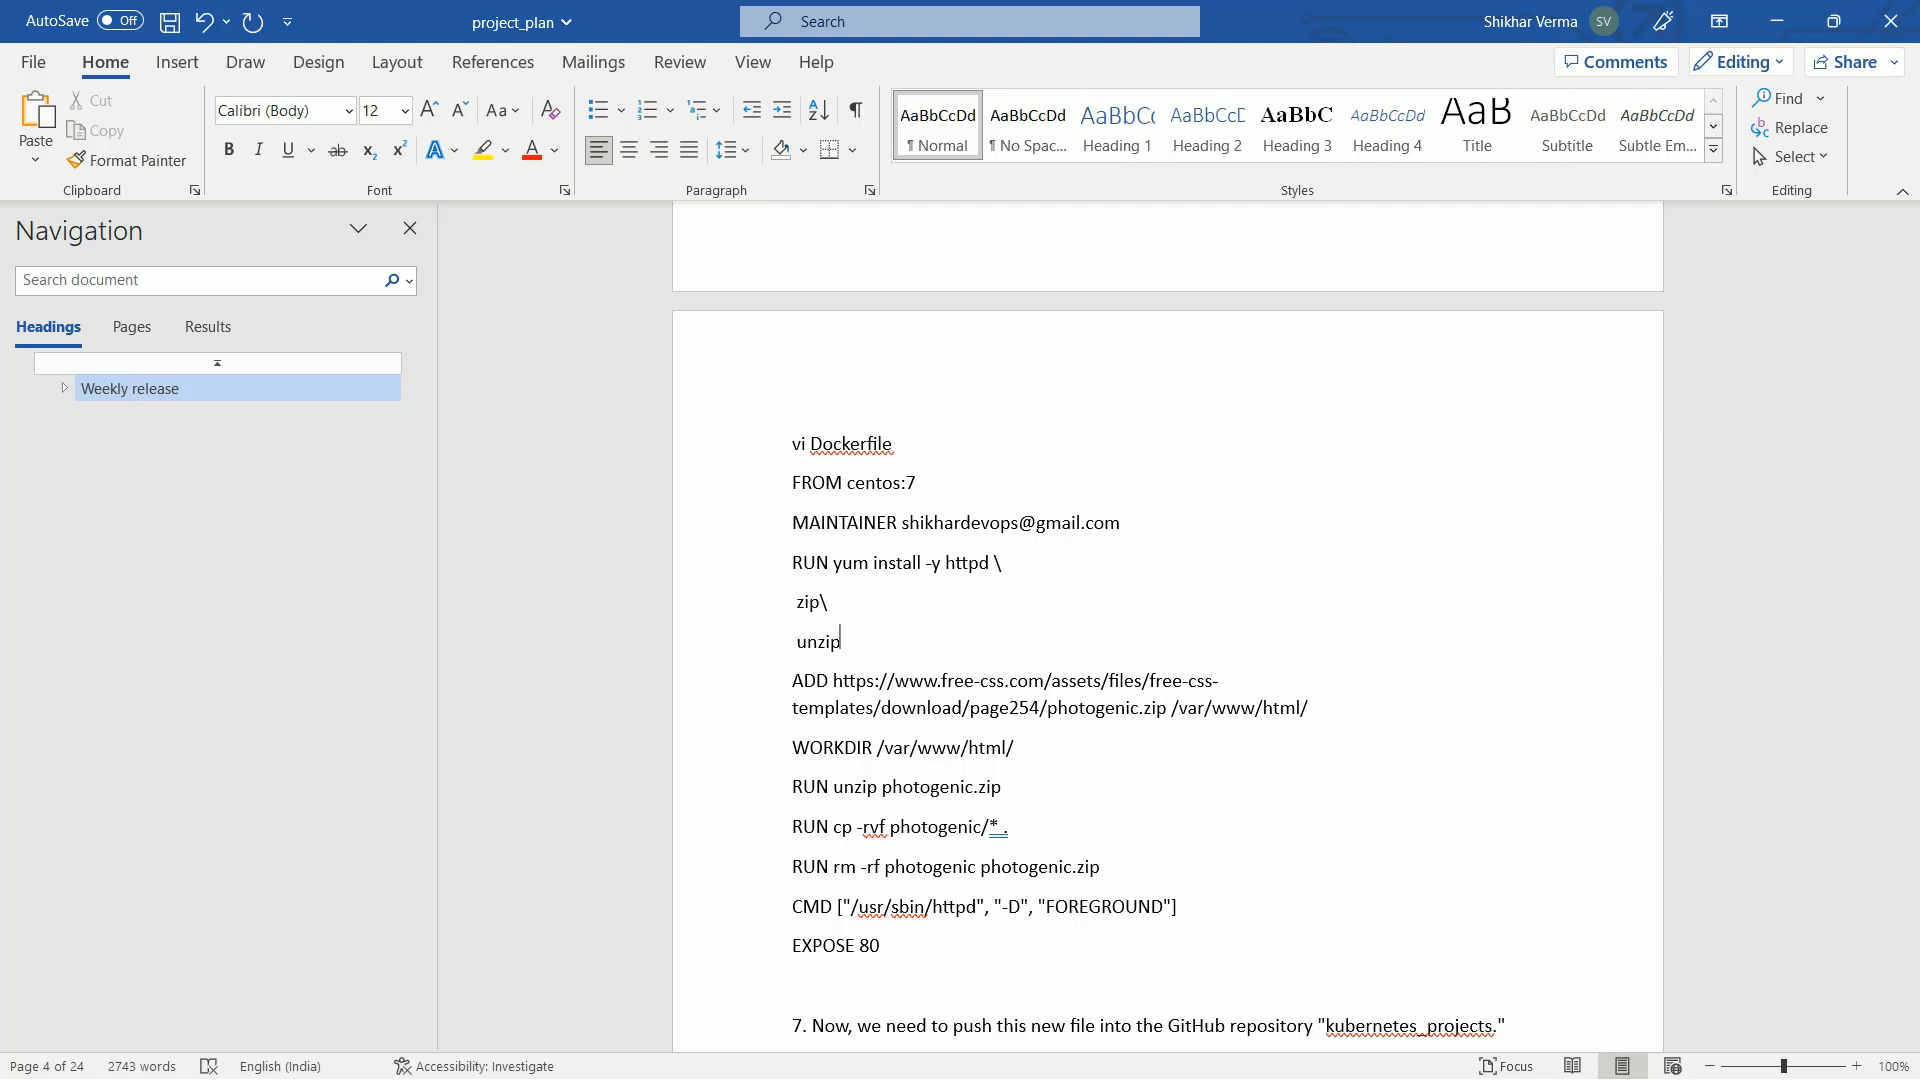 AutoSave Off
project_plan
Search
Shikhar Verma SV
File Home Insert Draw Design Layout References Mailings Review View Help
Comments Editing Share
Paste
Cut
Copy
Format Painter
Clipboard
Calibri (Body) 12
Font
Paragraph
AaBbCcDd AaBbCcDd AaBbCc AaBbCcD AaBbC AaBbCcDd AaB AaBbCcDd AaBbCcDd
¶ Normal ¶ No Spac... Heading 1 Heading 2 Heading 3 Heading 4 Title Subtitle Subtle Em...
Styles
Find
Replace
Select
Editing
Navigation
Search document
Headings Pages Results
Weekly release
vi Dockerfile
FROM centos:7
MAINTAINER shikhardevops@gmail.com
RUN yum install -y httpd \
zip\
unzip
ADD https://www.free-css.com/assets/files/free-css-
templates/download/page254/photogenic.zip /var/www/html/
WORKDIR /var/www/html/
RUN unzip photogenic.zip
RUN cp -rvf photogenic/* .
RUN rm -rf photogenic photogenic.zip
CMD ["/usr/sbin/httpd", "-D", "FOREGROUND"]
EXPOSE 80
7. Now, we need to push this new file into the GitHub repository "kubernetes_projects."
Page 4 of 24 2743 words English (India) Accessibility: Investigate Focus 100%